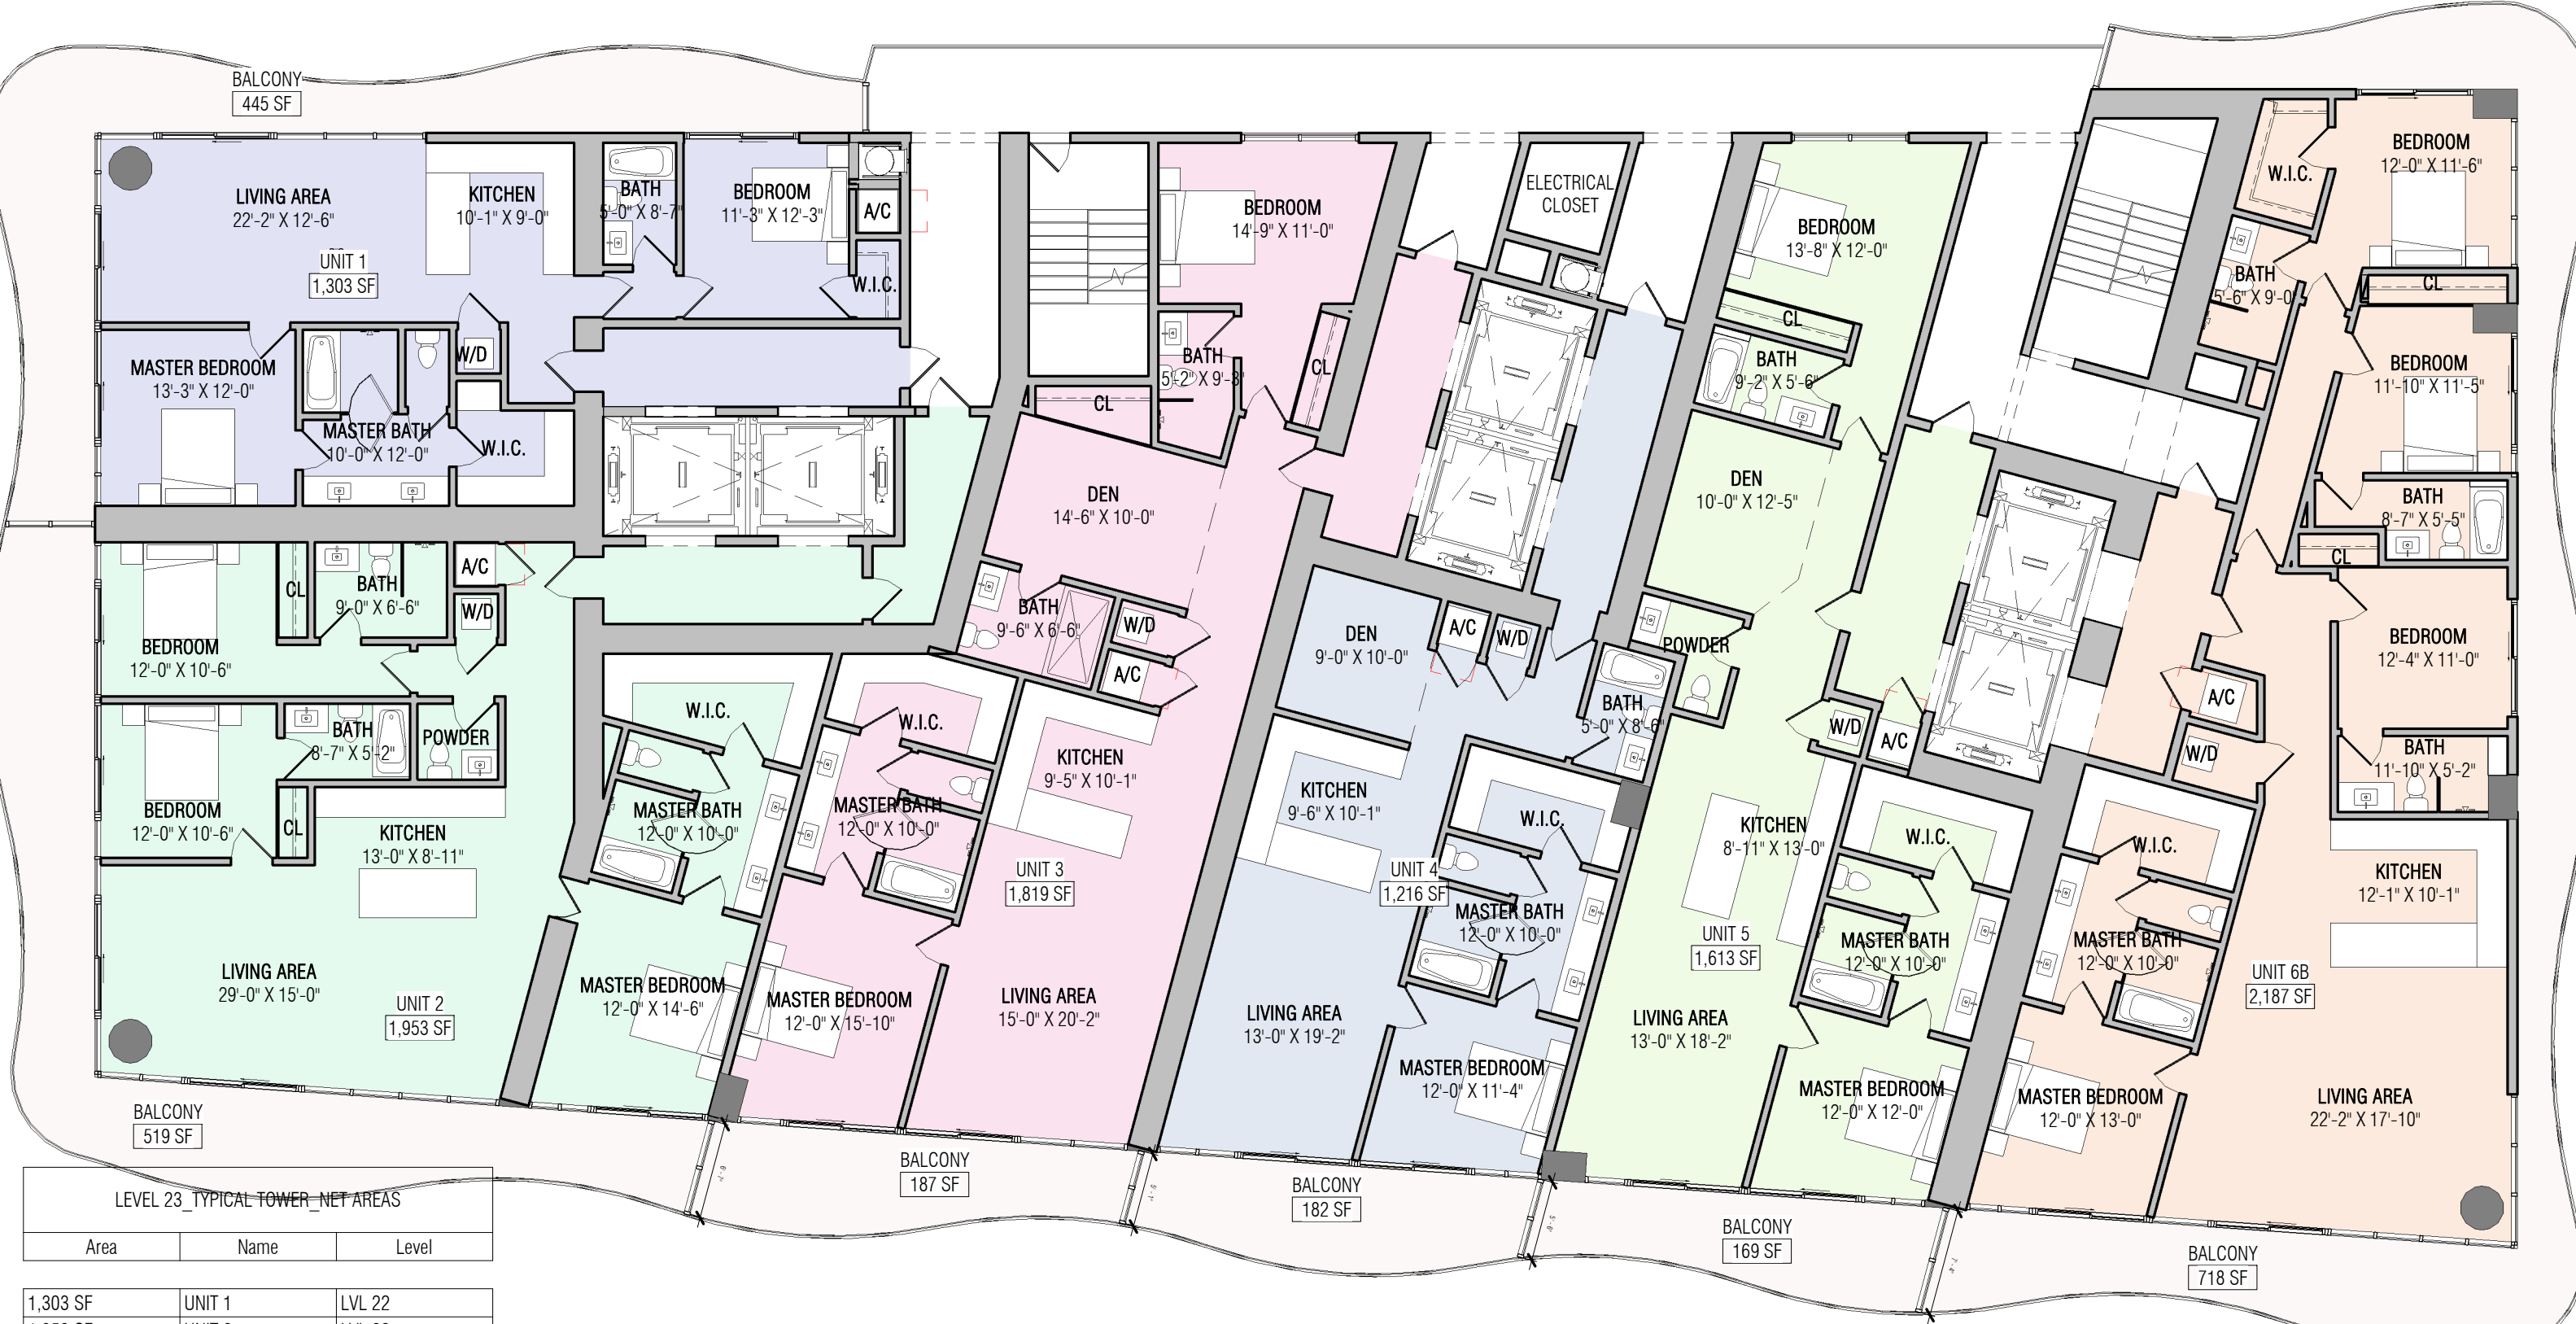 BALCONY
445 SF
LIVING AREA
22'-2" X 12'-6"
KITCHEN
10'-1" X 9'-0"
BATH
5'-0" X 8'-7"
BEDROOM
11'-3" X 12'-3"
A/C
W.I.C.
UNIT 1
1,303 SF
MASTER BEDROOM
13'-3" X 12'-0"
W/D
MASTER BATH
10'-0" X 12'-0"
W.I.C.
BEDROOM
12'-0" X 10'-6"
CL
BATH
9'-0" X 6'-6"
A/C
W/D
BEDROOM
12'-0" X 10'-6"
CL
BATH
8'-7" X 5'-2"
POWDER
KITCHEN
13'-0" X 8'-11"
LIVING AREA
29'-0" X 15'-0"
UNIT 2
1,953 SF
W.I.C.
MASTER BATH
12'-0" X 10'-0"
MASTER BEDROOM
12'-0" X 14'-6"
BALCONY
519 SF
BEDROOM
14'-9" X 11'-0"
BATH
5'-2" X 9'-3"
CL
CL
DEN
14'-6" X 10'-0"
BATH
9'-6" X 6'-6"
W/D
A/C
W.I.C.
KITCHEN
9'-5" X 10'-1"
MASTER BATH
12'-0" X 10'-0"
UNIT 3
1,819 SF
MASTER BEDROOM
12'-0" X 15'-10"
LIVING AREA
15'-0" X 20'-2"
BALCONY
187 SF
ELECTRICAL
CLOSET
DEN
9'-0" X 10'-0"
A/C
W/D
BATH
5'-0" X 8'-6"
KITCHEN
9'-6" X 10'-1"
W.I.C.
UNIT 4
1,216 SF
MASTER BATH
12'-0" X 10'-0"
LIVING AREA
13'-0" X 19'-2"
MASTER BEDROOM
12'-0" X 11'-4"
BALCONY
182 SF
BEDROOM
13'-8" X 12'-0"
CL
BATH
9'-2" X 5'-6"
DEN
10'-0" X 12'-5"
POWDER
W/D
A/C
KITCHEN
8'-11" X 13'-0"
W.I.C.
UNIT 5
1,613 SF
MASTER BATH
12'-0" X 10'-0"
LIVING AREA
13'-0" X 18'-2"
MASTER BEDROOM
12'-0" X 12'-0"
BALCONY
169 SF
W.I.C.
BEDROOM
12'-0" X 11'-6"
BATH
5'-6" X 9'-0"
CL
BEDROOM
11'-10" X 11'-5"
BATH
8'-7" X 5'-5"
CL
BEDROOM
12'-4" X 11'-0"
A/C
W/D
BATH
11'-10" X 5'-2"
W.I.C.
KITCHEN
12'-1" X 10'-1"
MASTER BATH
12'-0" X 10'-0"
UNIT 6B
2,187 SF
MASTER BEDROOM
12'-0" X 13'-0"
LIVING AREA
22'-2" X 17'-10"
BALCONY
718 SF
LEVEL 23_TYPICAL TOWER_NET AREAS
Area Name Level
1,303 SF UNIT 1 LVL 22